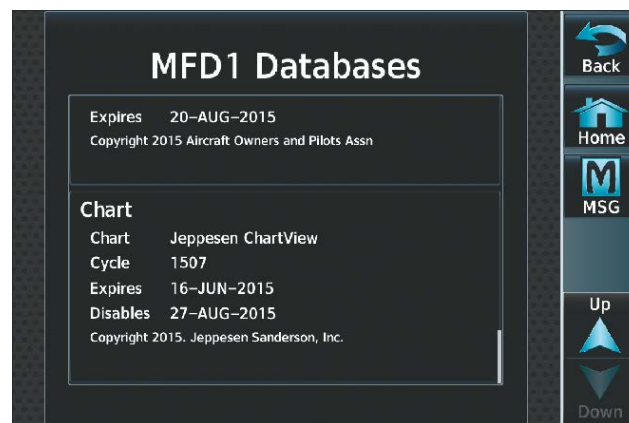 MFD1 Databases
Expires 20-AUG-2015
Copyright 2015 Aircraft Owners and Pilots Assn
Chart
Chart Jeppesen ChartView
Cycle 1507
Expires 16-JUN-2015
Disables 27-AUG-2015
Copyright 2015. Jeppesen Sanderson, Inc.
Back
Home
MSG
Up
Down